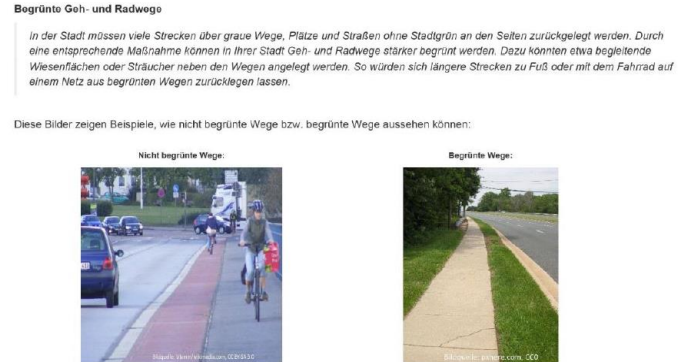 Begrünte Geh- und Radwege
In der Stadt müssen viele Strecken über graue Wege, Plätze und Straßen ohne Stadtgrün an den Seiten zurückgelegt werden. Durch
eine entsprechende Maßnahme können in Ihrer Stadt Geh- und Radwege stärker begrünt werden. Dazu könnten etwa begleitende
Wiesenflächen oder Sträucher neben den Wegen angelegt werden. So würden sich längere Strecken zu Fuß oder mit dem Fahrrad auf
einem Netz aus begrünten Wegen zurücklegen lassen.
Diese Bilder zeigen Beispiele, wie nicht begrünte Wege bzw. begrünte Wege aussehen können:
Nicht begrünte Wege:
Begrünte Wege:
pxhere.com, CC0